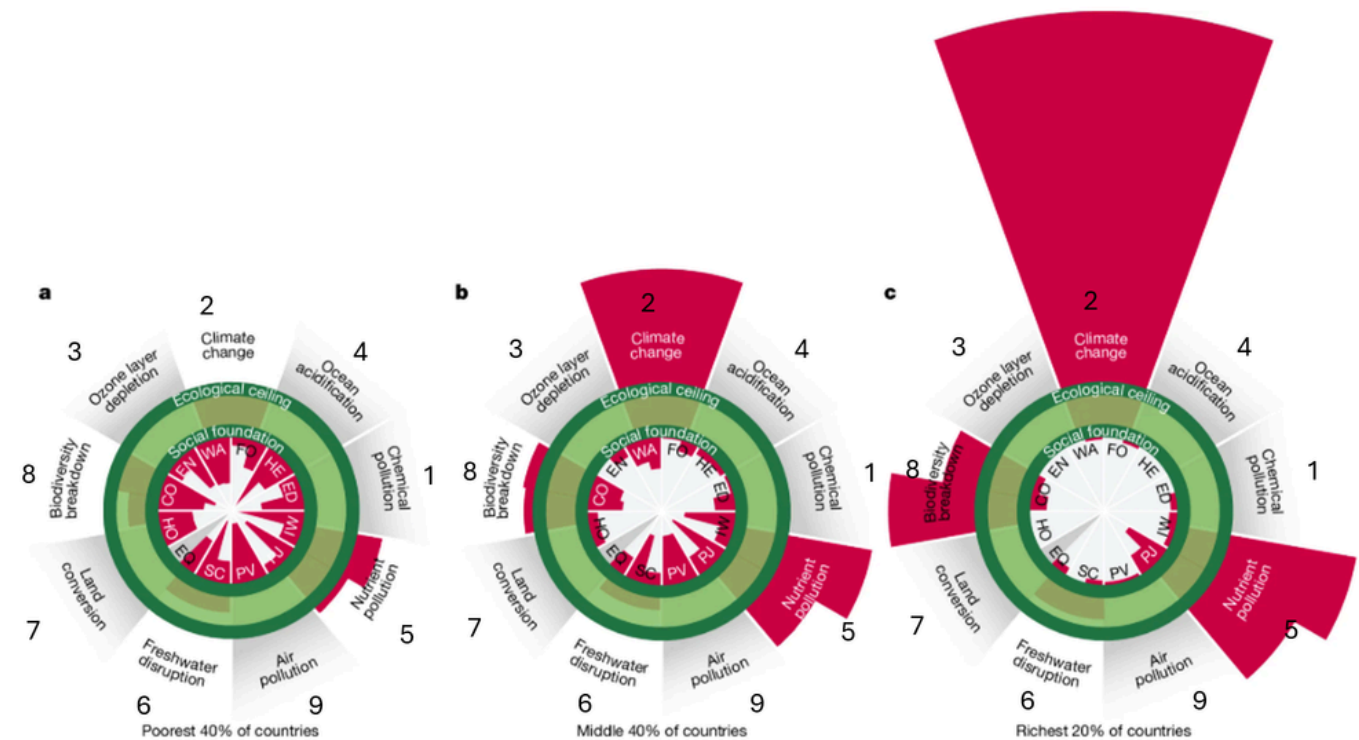 a
2
Climate
change
3
Ozone layer
depletion
4
Ocean
acidification
Ecological ceiling
Social foundation
8
Biodiversity
breakdown
Chemical
pollution
1
WA
FO
HE
ED
IW
J
PV
SC
EQ
HO
CO
EN
7
Land
conversion
Nutrient
pollution
5
Freshwater
disruption
6
Air
pollution
9
Poorest 40% of countries
b
2
Climate
change
3
Ozone layer
depletion
4
Ocean
acidification
Ecological ceiling
Social foundation
8
Biodiversity
breakdown
Chemical
pollution
1
WA
FO
HE
ED
IW
PJ
PV
SC
EQ
HO
CO
EN
7
Land
conversion
Nutrient
pollution
5
Freshwater
disruption
6
Air
pollution
9
Middle 40% of countries
c
2
Climate
change
3
Ozone layer
depletion
4
Ocean
acidification
Ecological ceiling
Social foundation
8
Biodiversity
breakdown
Chemical
pollution
1
WA
FO
HE
ED
IW
PJ
PV
SC
EQ
HO
CO
EN
7
Land
conversion
Nutrient
pollution
5
Freshwater
disruption
6
Air
pollution
9
Richest 20% of countries